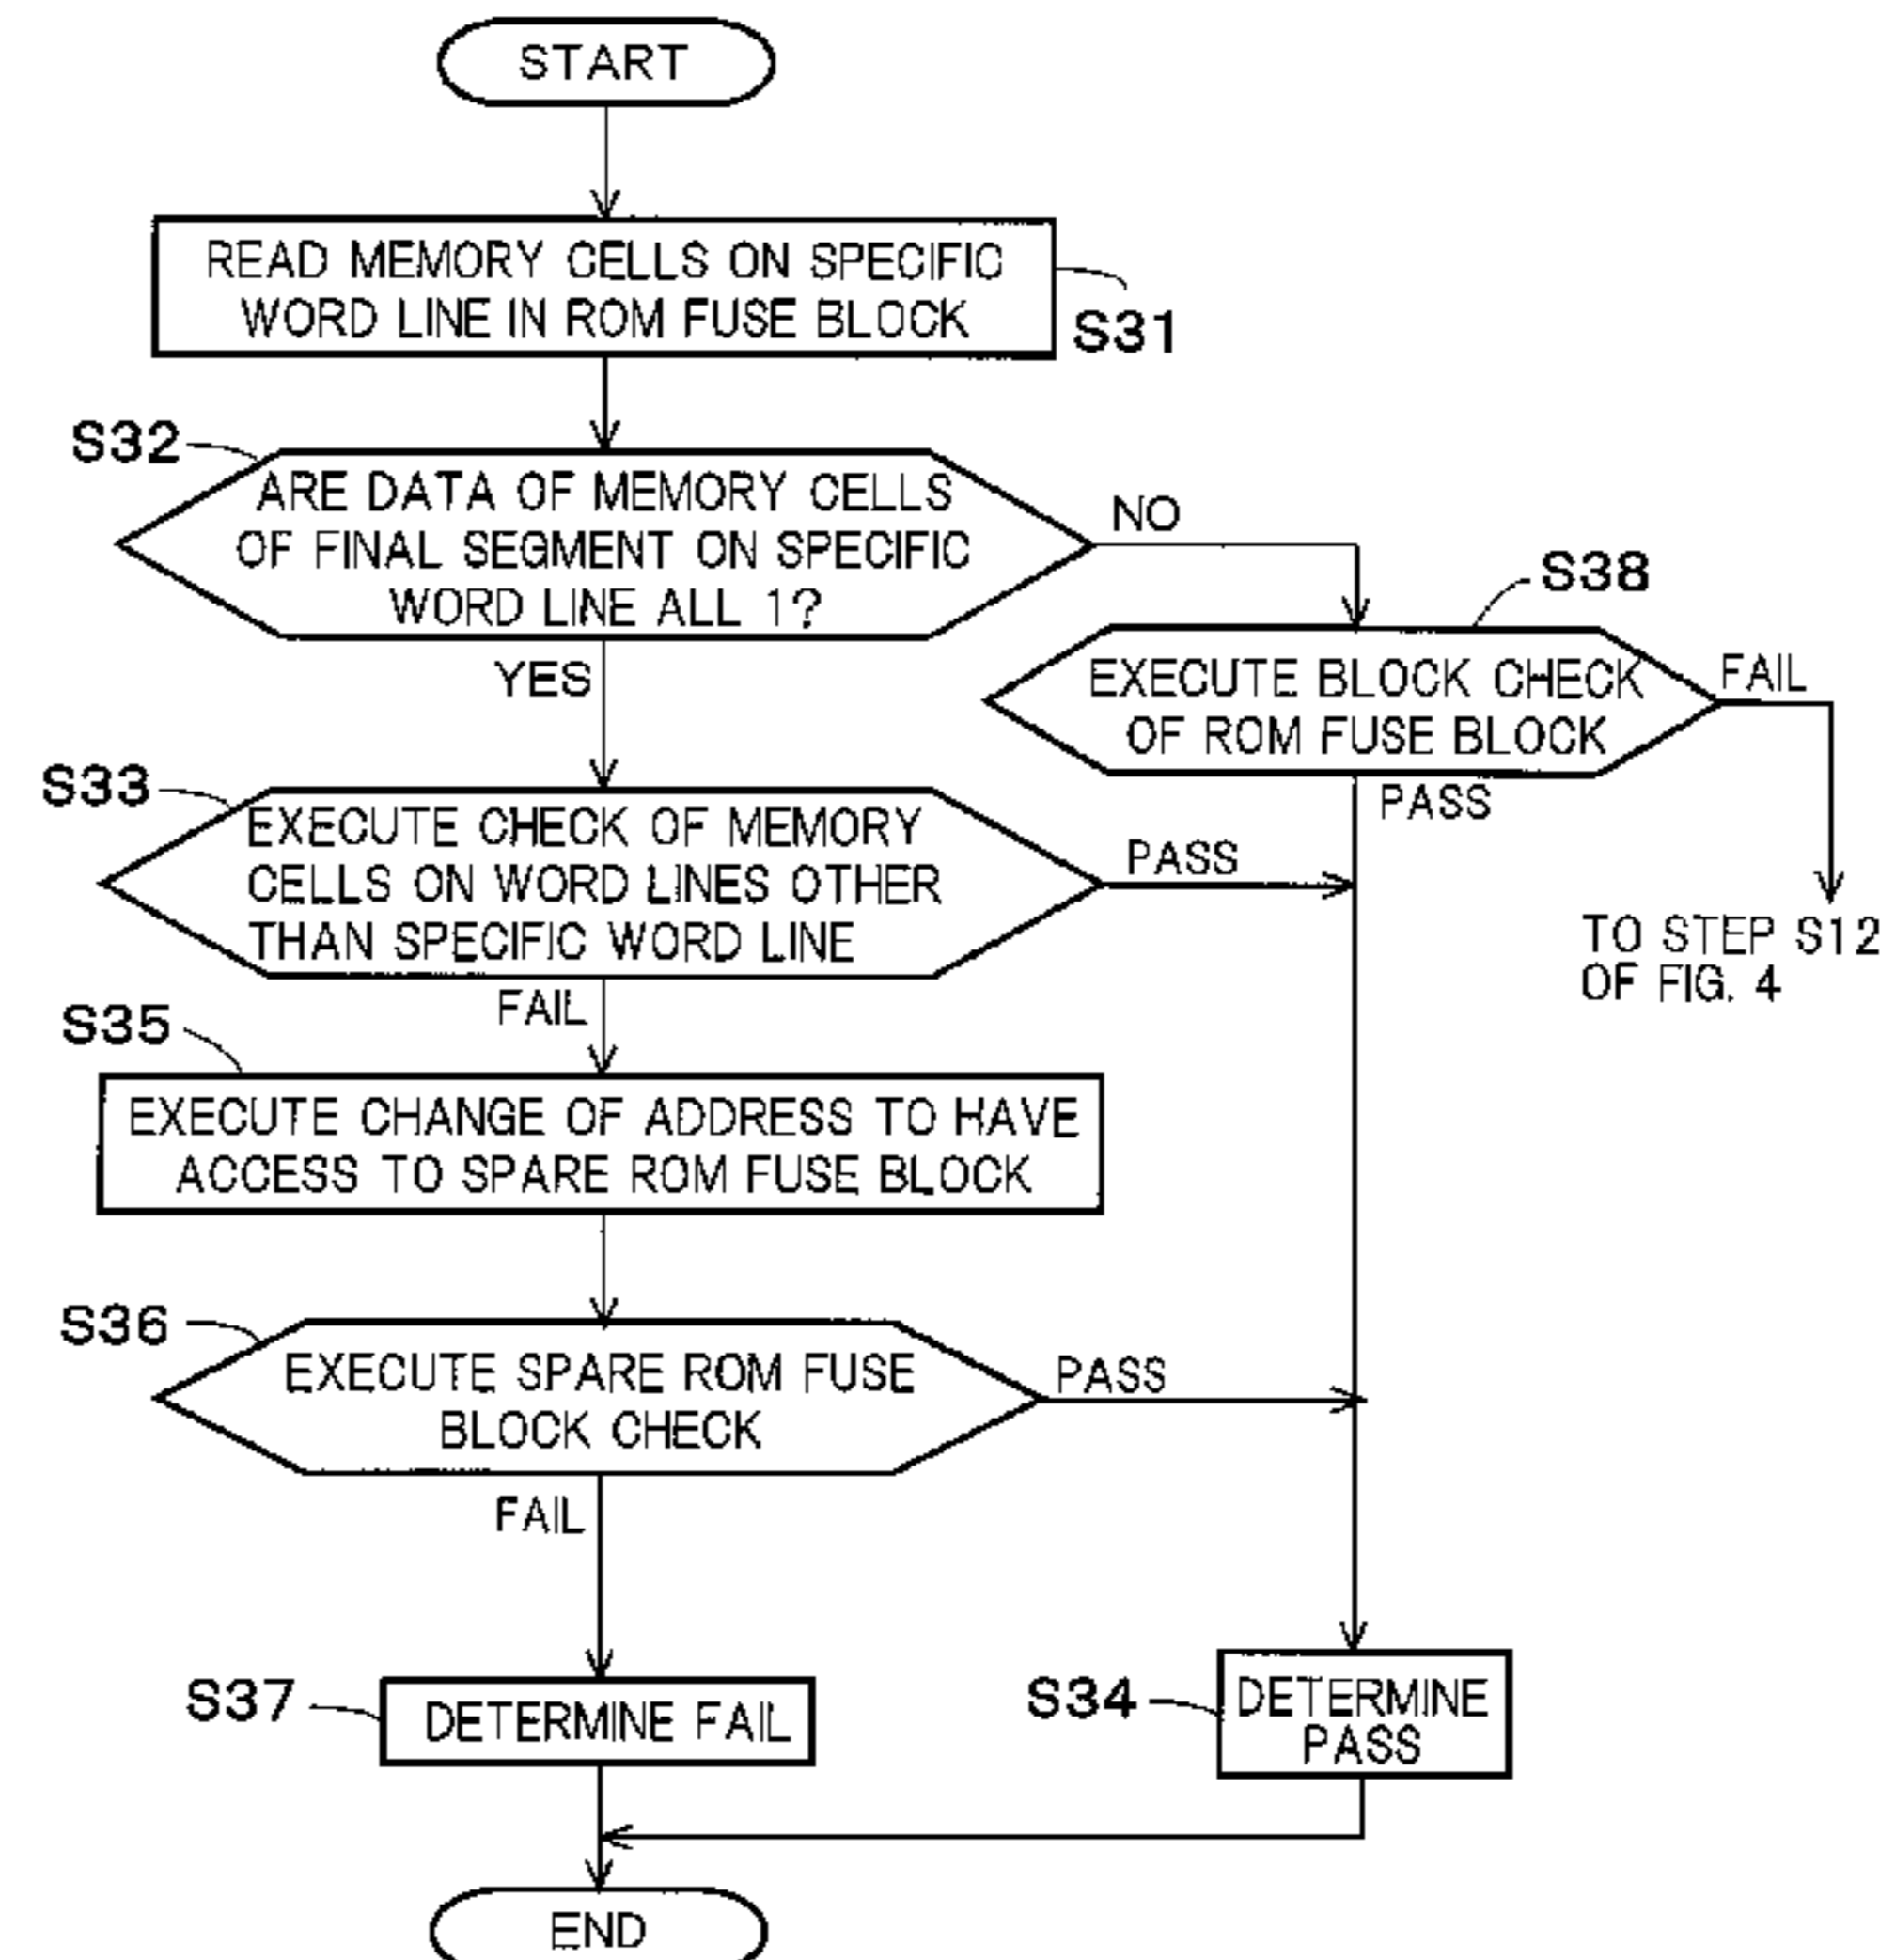 START
READ MEMORY CELLS ON SPECIFIC
WORD LINE IN ROM FUSE BLOCK
S31
S32
ARE DATA OF MEMORY CELLS
OF FINAL SEGMENT ON SPECIFIC
WORD LINE ALL 1?
NO
YES
S38
EXECUTE BLOCK CHECK
OF ROM FUSE BLOCK
FAIL
PASS
TO STEP S12
OF FIG. 4
S33
EXECUTE CHECK OF MEMORY
CELLS ON WORD LINES OTHER
THAN SPECIFIC WORD LINE
PASS
FAIL
S35
EXECUTE CHANGE OF ADDRESS TO HAVE
ACCESS TO SPARE ROM FUSE BLOCK
S36
EXECUTE SPARE ROM FUSE
BLOCK CHECK
PASS
FAIL
S37
DETERMINE FAIL
S34
DETERMINE
PASS
END